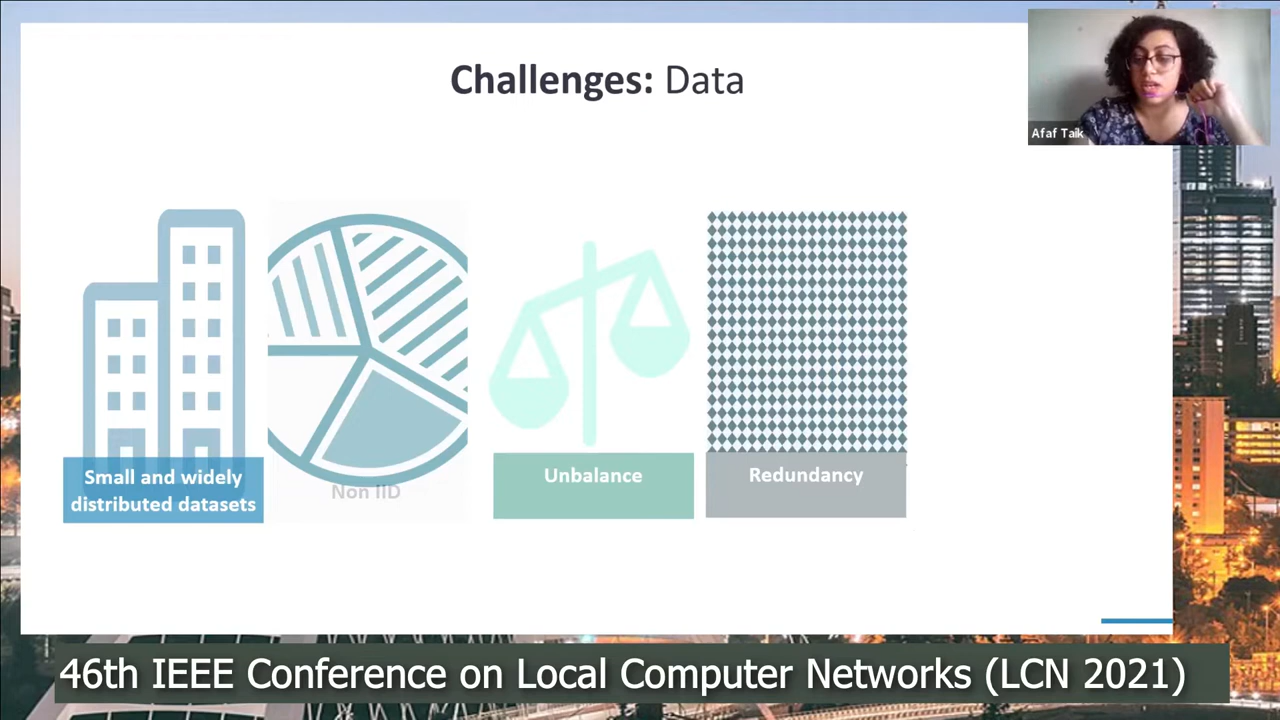 Challenges: Data
Afaf Taik
Small and widely
distributed datasets
Non IID
Unbalance
Redundancy
46th IEEE Conference on Local Computer Networks (LCN 2021)